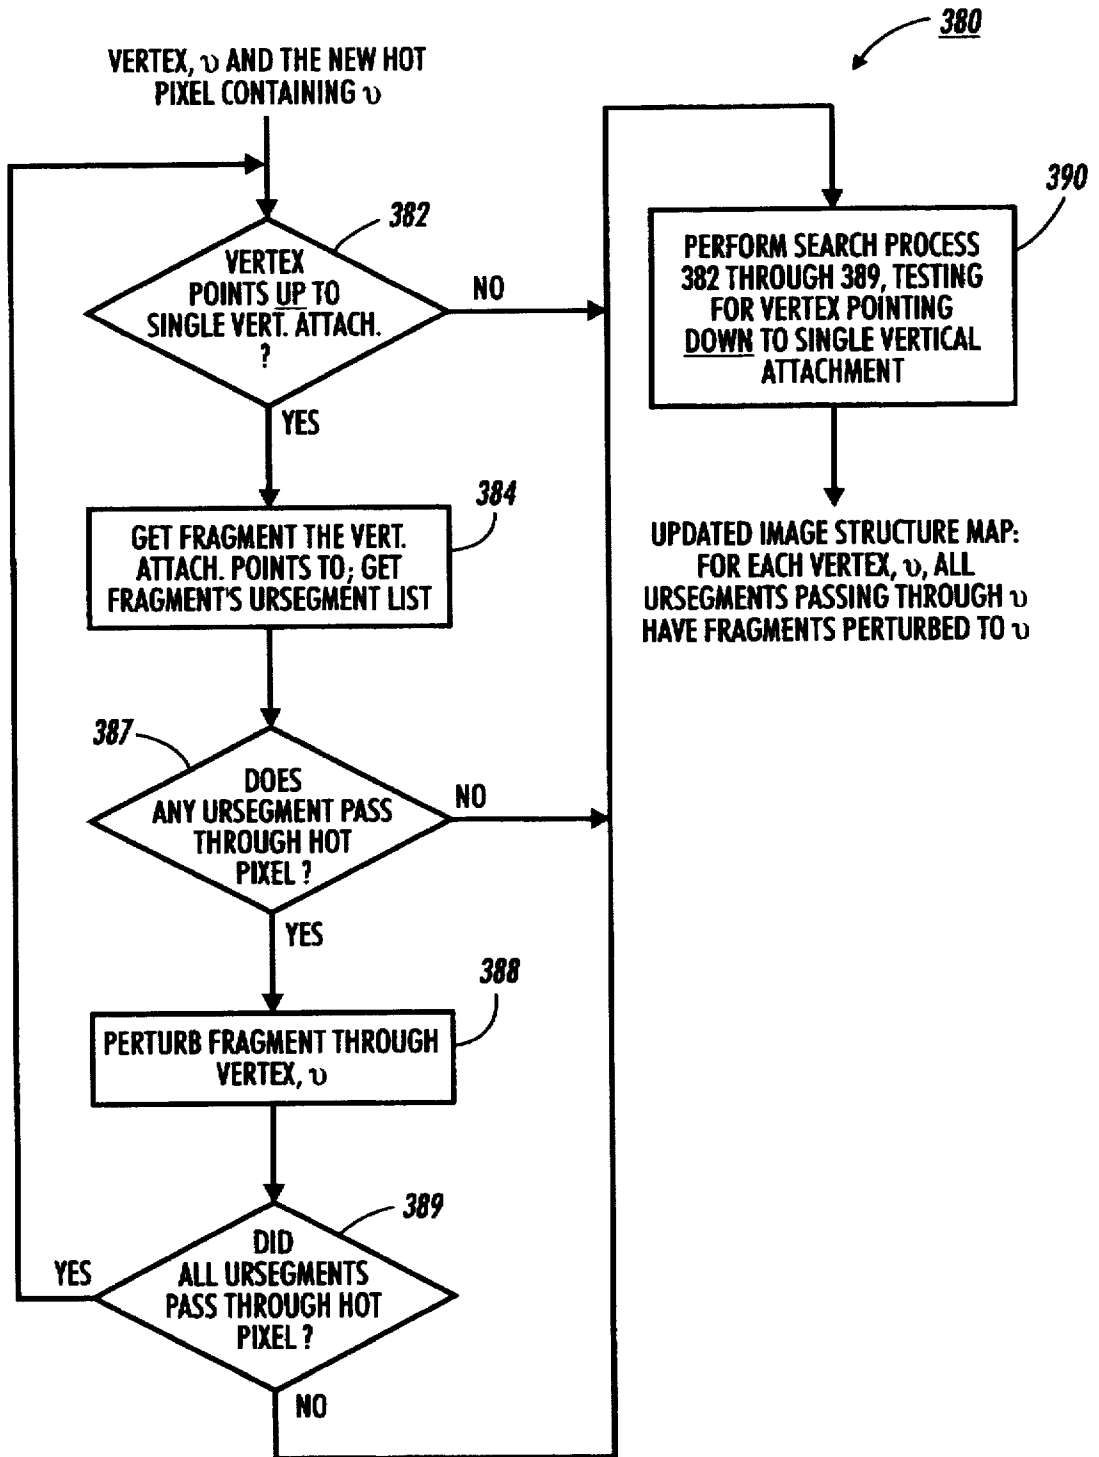 380
VERTEX, υ AND THE NEW HOT
PIXEL CONTAINING υ
382
VERTEX
POINTS UP TO
SINGLE VERT. ATTACH.
?
NO
YES
384
GET FRAGMENT THE VERT.
ATTACH. POINTS TO; GET
FRAGMENT'S URSEGMENT LIST
387
DOES
ANY URSEGMENT PASS
THROUGH HOT
PIXEL ?
NO
YES
388
PERTURB FRAGMENT THROUGH
VERTEX, υ
389
DID
ALL URSEGMENTS
PASS THROUGH HOT
PIXEL ?
YES
NO
390
PERFORM SEARCH PROCESS
382 THROUGH 389, TESTING
FOR VERTEX POINTING
DOWN TO SINGLE VERTICAL
ATTACHMENT
UPDATED IMAGE STRUCTURE MAP:
FOR EACH VERTEX, υ, ALL
URSEGMENTS PASSING THROUGH υ
HAVE FRAGMENTS PERTURBED TO υ